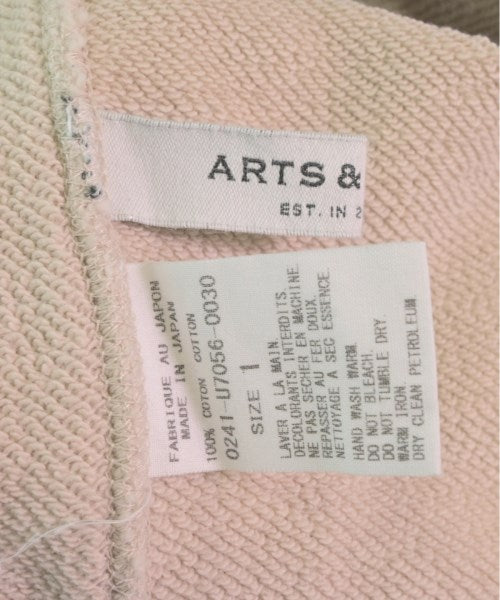 ARTS &
EST. IN 2
FABRIQUE AU JAPON
MADE IN JAPAN
100% COTON COTTON
0241-U7056-0030
SIZE 1
LAVER A LA MAIN
DECOLORANTS INTERDITS
NE PAS SECHER EN MACHINE.
REPASSER AU FER DOUX.
NETTOYAGE A SEC ESSENCE.
HAND WASH WARM
DO NOT BLEACH.
DO NOT TUMBLE DRY.
WARM IRON
DRY CLEAN PETROLEUM